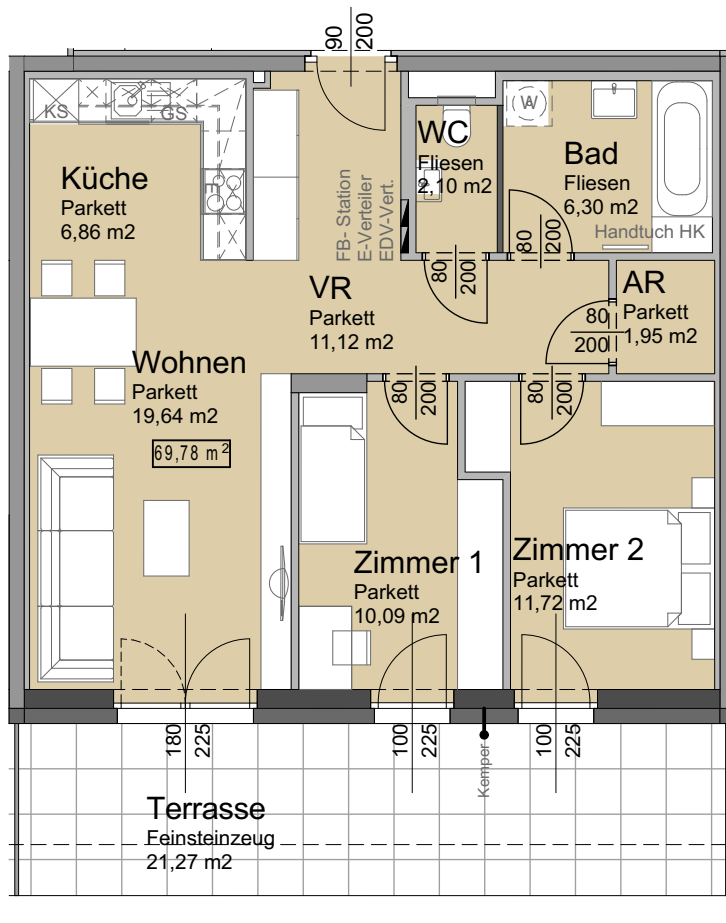 90
200
KS
GS
E
W
Küche
Parkett
6,86 m2
FB- Station
E-Verteiler
EDV-Vert.
WC
Fliesen
2,10 m2
Bad
Fliesen
6,30 m2
Handtuch HK
80
200
80
200
VR
Parkett
11,12 m2
AR
Parkett
1,95 m2
80
200
Wohnen
Parkett
19,64 m2
69,78 m²
80
200
80
200
Zimmer 1
Parkett
10,09 m2
Zimmer 2
Parkett
11,72 m2
180
225
100
225
Kemper
100
225
Terrasse
Feinsteinzeug
21,27 m2